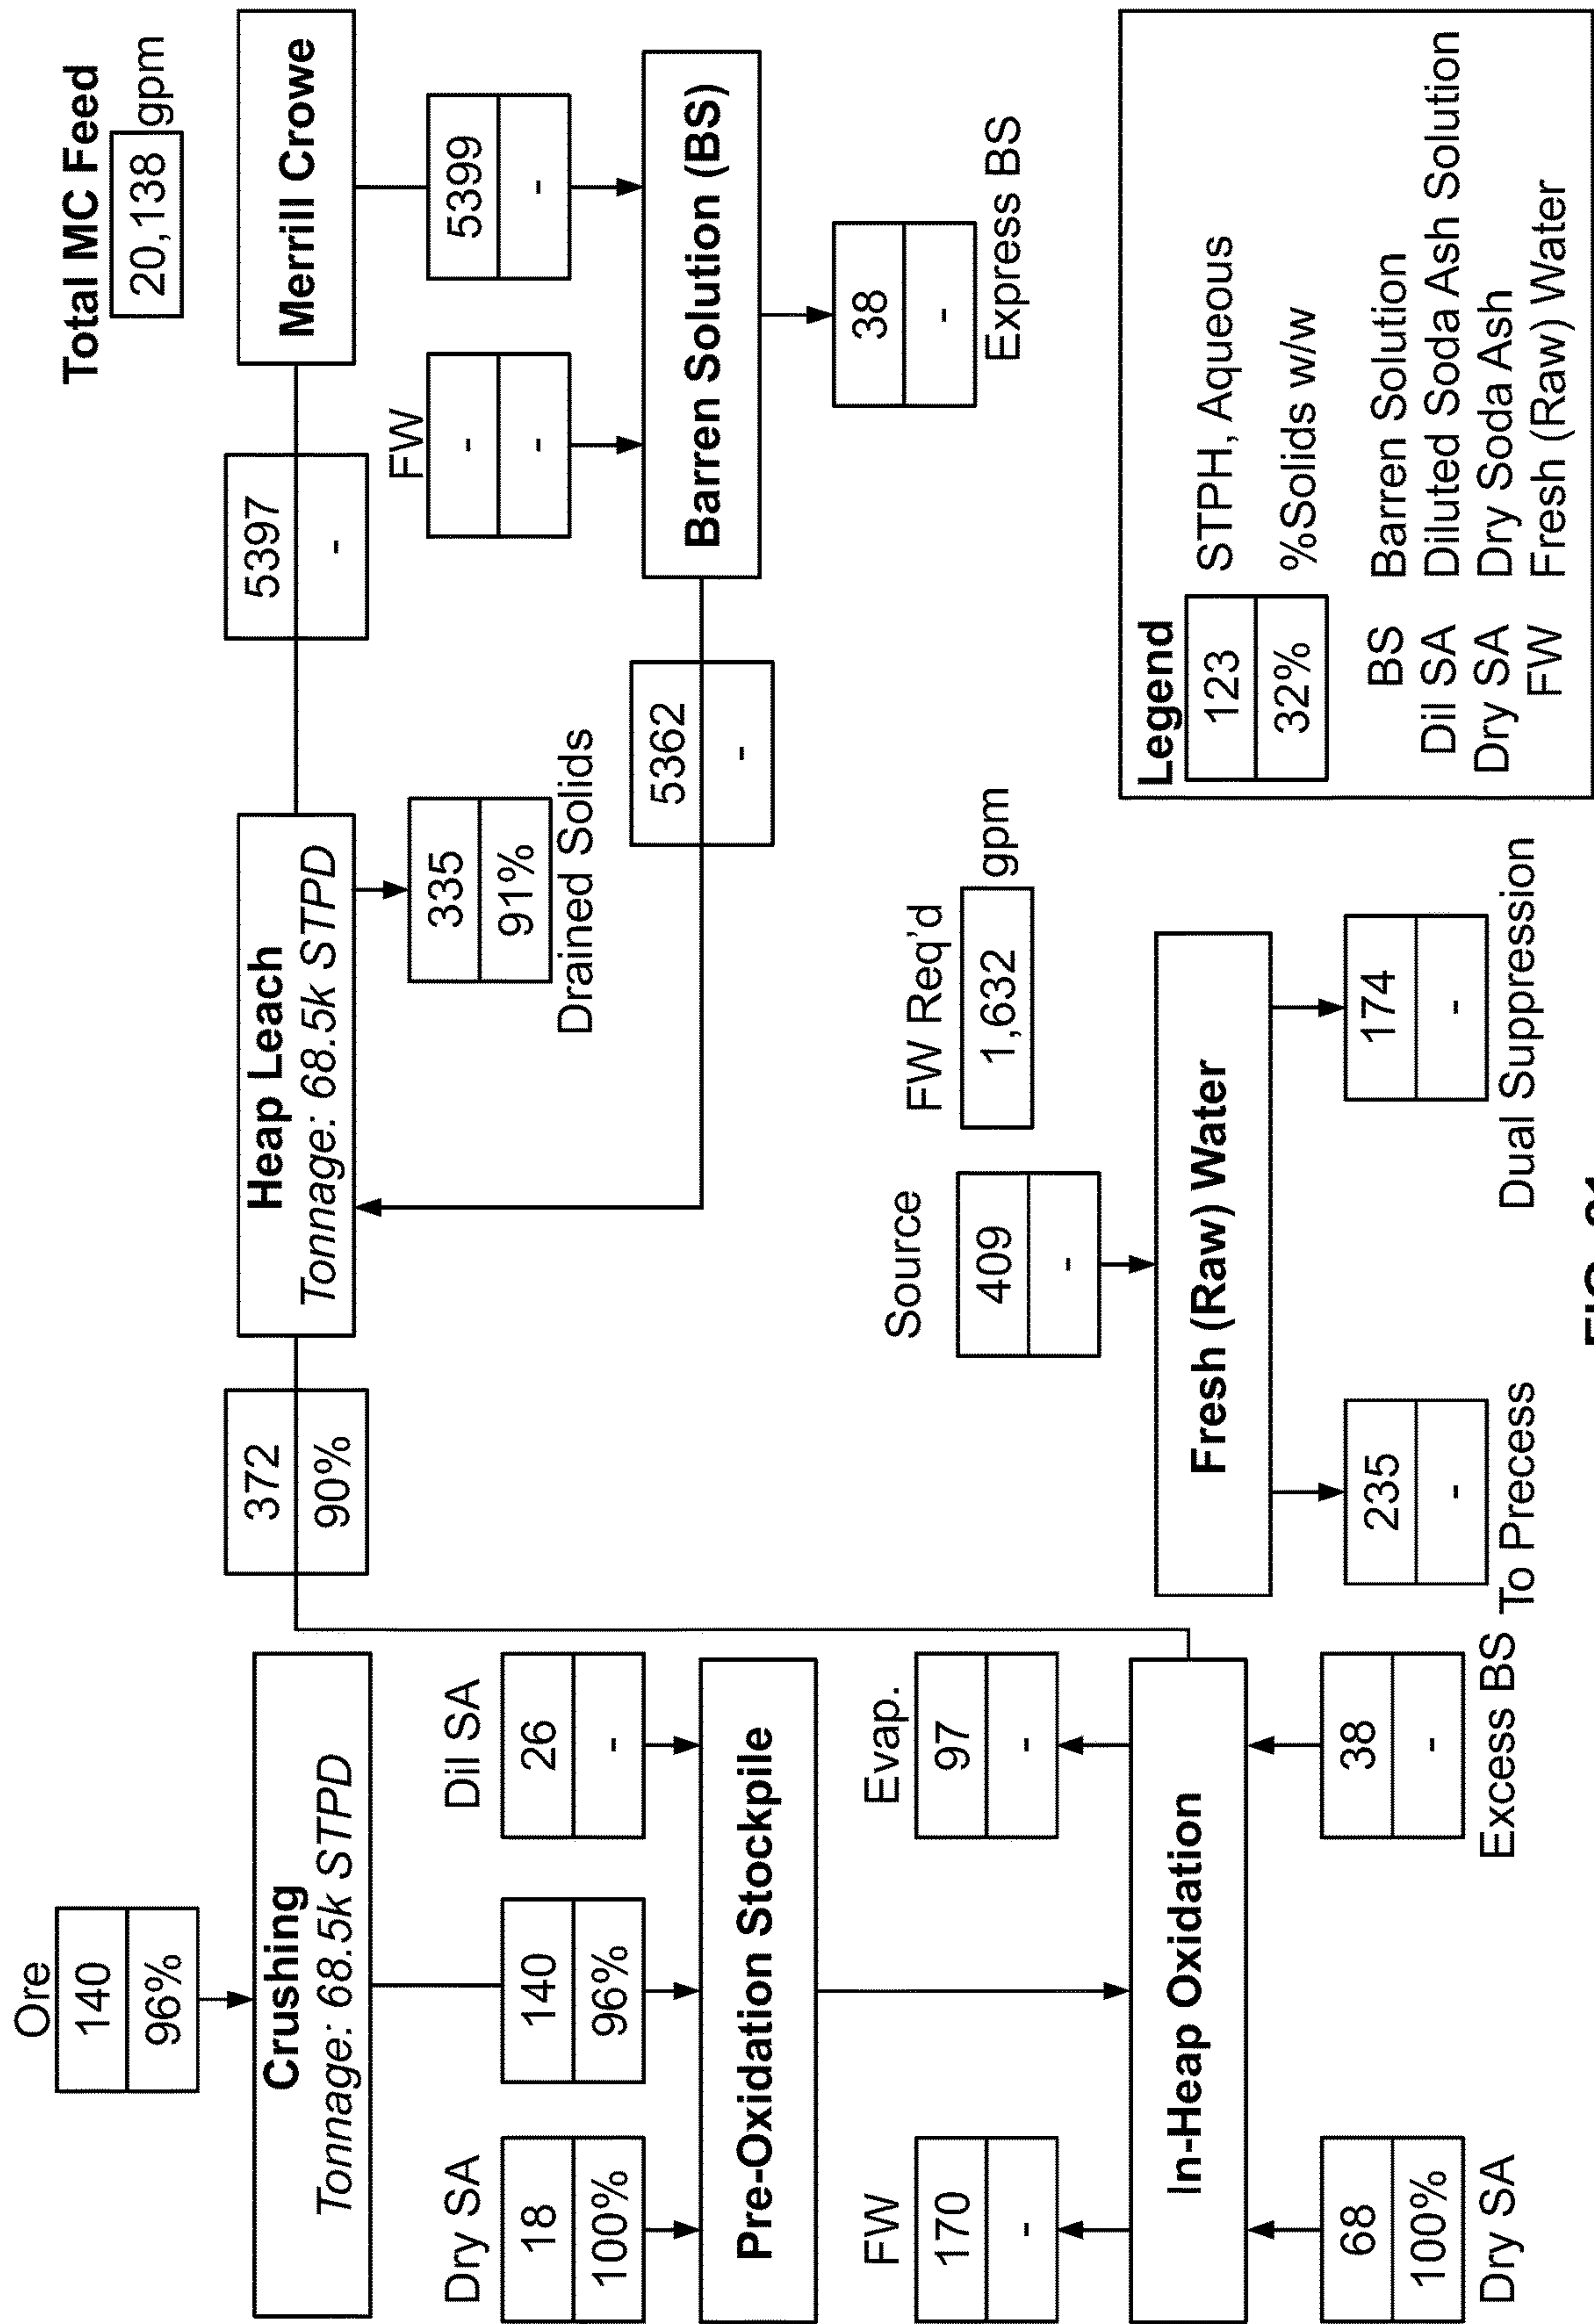 Ore
140
96%
Crushing
Tonnage: 68.5k STPD
Dry SA
18
100%
140
96%
Dil SA
26
-
Pre-Oxidation Stockpile
FW
170
-
Evap.
97
-
In-Heap Oxidation
68
100%
Dry SA
38
-
Excess BS
372
90%
Heap Leach
Tonnage: 68.5k STPD
335
91%
Drained Solids
5397
-
Total MC Feed
20,138 gpm
Merrill Crowe
FW
-
-
5399
-
Barren Solution (BS)
5362
-
38
-
Express BS
Source
409
-
FW Req'd
1,632 gpm
Fresh (Raw) Water
235
-
To Precess
174
-
Dual Suppression
Legend
123 STPH, Aqueous
32% %Solids w/w
BS Barren Solution
Dil SA Diluted Soda Ash Solution
Dry SA Dry Soda Ash
FW Fresh (Raw) Water